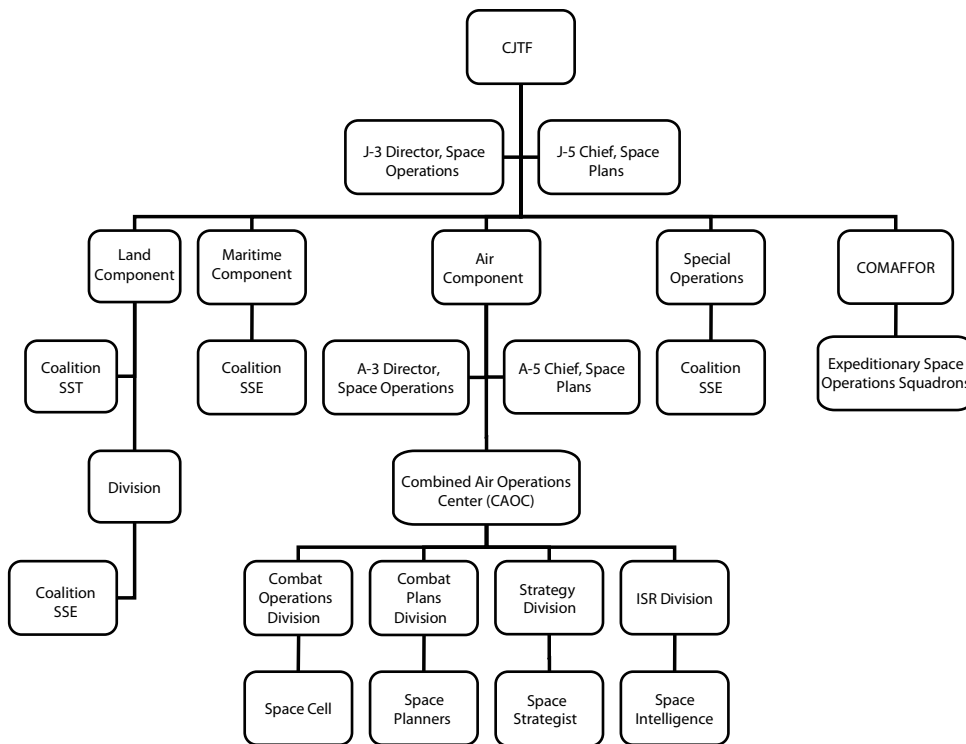 CJTF
J-3 Director, Space
Operations
J-5 Chief, Space
Plans
Land
Component
Maritime
Component
Air
Component
Special
Operations
COMAFFOR
Coalition
SST
Coalition
SSE
A-3 Director,
Space Operations
A-5 Chief, Space
Plans
Coalition
SSE
Expeditionary Space
Operations Squadrons
Division
Combined Air Operations
Center (CAOC)
Coalition
SSE
Combat
Operations
Division
Combat
Plans
Division
Strategy
Division
ISR Division
Space Cell
Space
Planners
Space
Strategist
Space
Intelligence